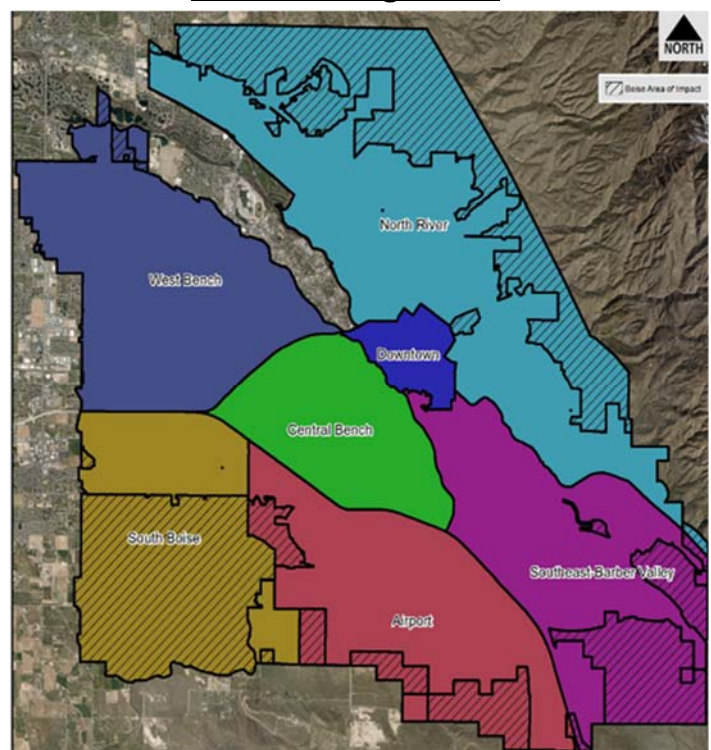 NORTH
Boise Area of Impact
North River
West Bench
Downtown
Central Bench
South Boise
Southeast-Barber Valley
Airport